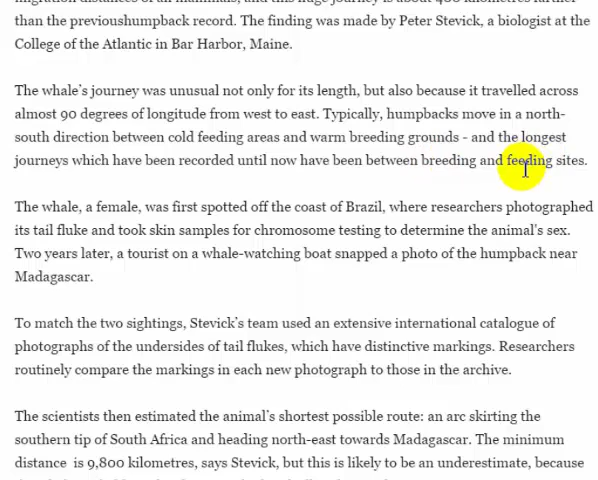 than the previoushumpback record. The finding was made by Peter Stevick, a biologist at the
College of the Atlantic in Bar Harbor, Maine.
The whale's journey was unusual not only for its length, but also because it travelled across
almost 90 degrees of longitude from west to east. Typically, humpbacks move in a north-
south direction between cold feeding areas and warm breeding grounds - and the longest
journeys which have been recorded until now have been between breeding and feeding sites.
The whale, a female, was first spotted off the coast of Brazil, where researchers photographed
its tail fluke and took skin samples for chromosome testing to determine the animal's sex.
Two years later, a tourist on a whale-watching boat snapped a photo of the humpback near
Madagascar.
To match the two sightings, Stevick's team used an extensive international catalogue of
photographs of the undersides of tail flukes, which have distinctive markings. Researchers
routinely compare the markings in each new photograph to those in the archive.
The scientists then estimated the animal's shortest possible route: an arc skirting the
southern tip of South Africa and heading north-east towards Madagascar. The minimum
distance  is 9,800 kilometres, says Stevick, but this is likely to be an underestimate, because